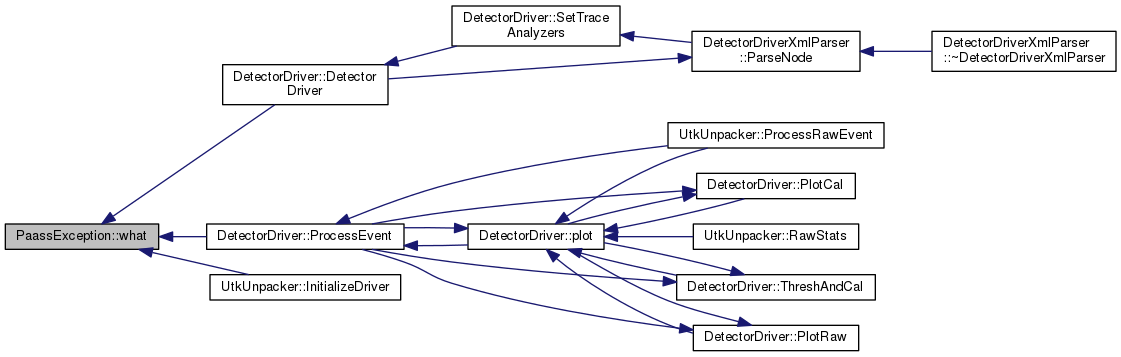 DetectorDriver::SetTrace
Analyzers
DetectorDriverXmlParser
::ParseNode
DetectorDriverXmlParser
::~DetectorDriverXmlParser
DetectorDriver::Detector
Driver
UtkUnpacker::ProcessRawEvent
DetectorDriver::PlotCal
PaassException::what
DetectorDriver::ProcessEvent
DetectorDriver::plot
UtkUnpacker::RawStats
UtkUnpacker::InitializeDriver
DetectorDriver::ThreshAndCal
DetectorDriver::PlotRaw